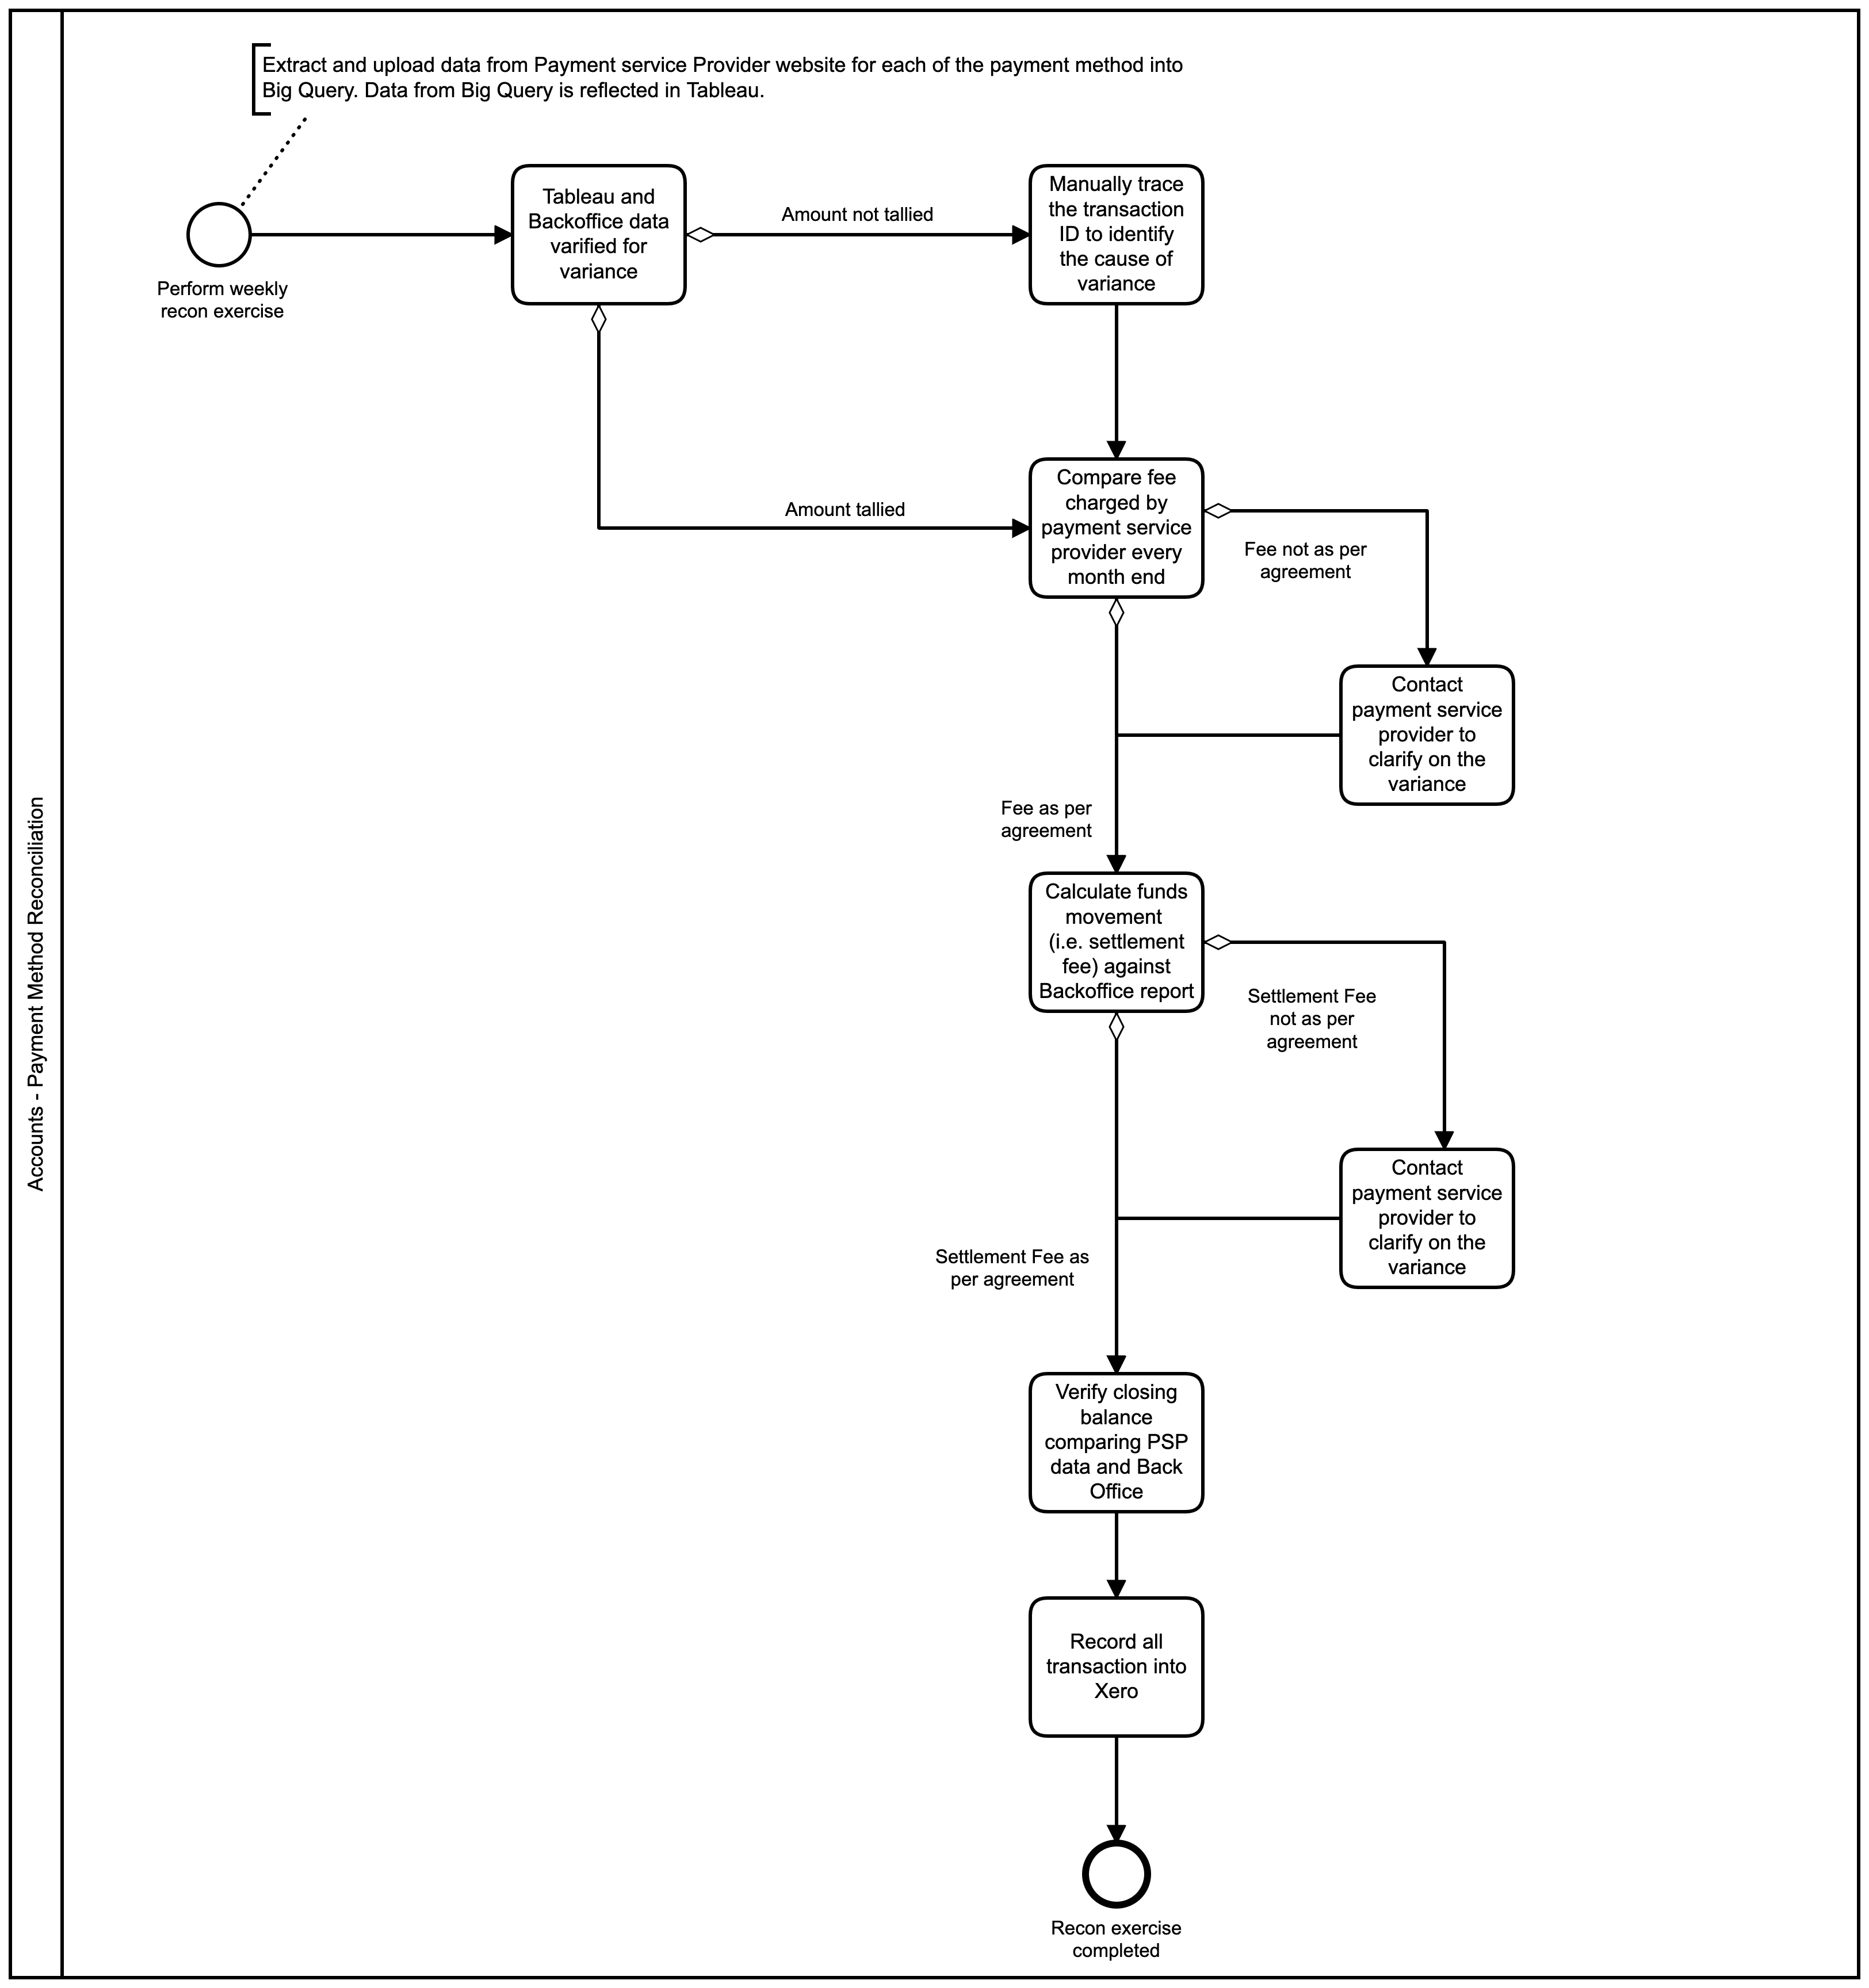 Extract and upload data from Payment service Provider website for each of the payment method into
Big Query. Data from Big Query is reflected in Tableau.
Perform weekly
recon exercise
Tableau and
Backoffice data
varified for
variance
Amount not tallied
Manually trace
the transaction
ID to identify
the cause of
variance
Amount tallied
Compare fee
charged by
payment service
provider every
month end
Fee not as per
agreement
Contact
payment service
provider to
clarify on the
variance
Fee as per
agreement
Accounts - Payment Method Reconciliation
Calculate funds
movement
(i.e. settlement
fee) against
Backoffice report
Settlement Fee
not as per
agreement
Contact
payment service
provider to
clarify on the
variance
Settlement Fee as
per agreement
Verify closing
balance
comparing PSP
data and Back
Office
Record all
transaction into
Xero
Recon exercise
completed